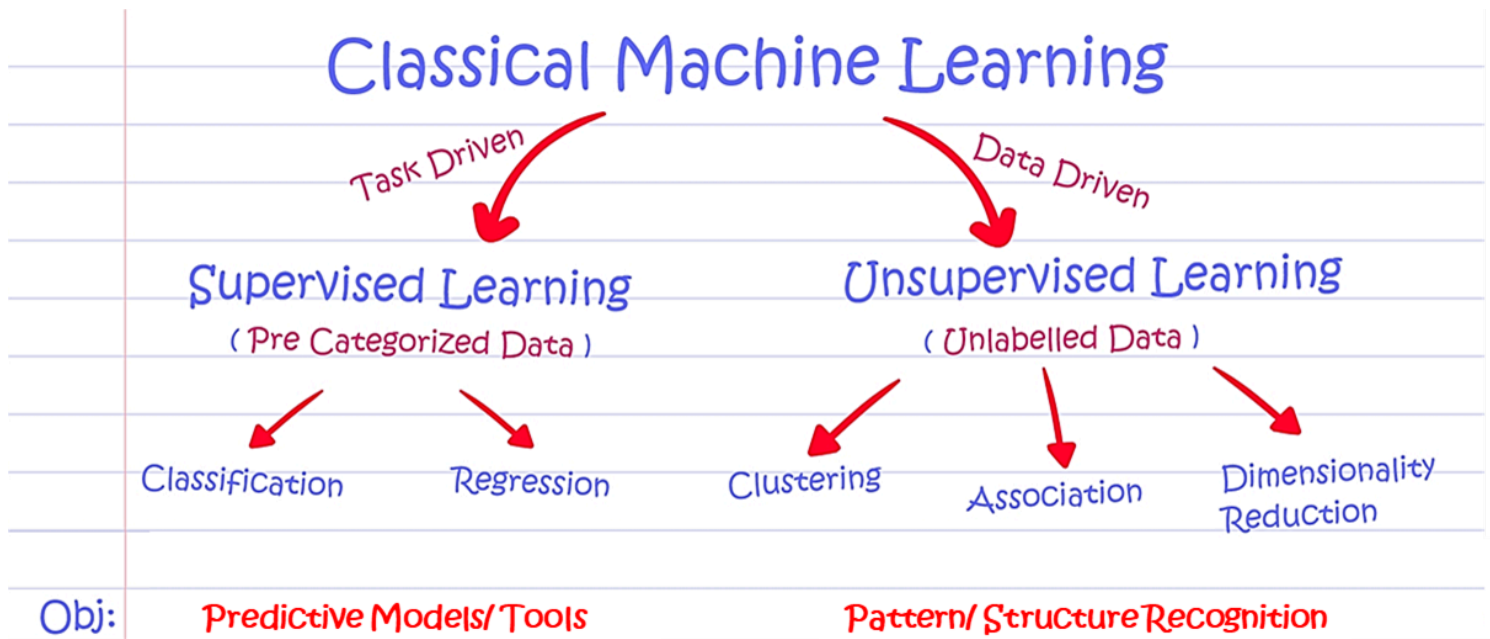 Classical Machine Learning
Task Driven
Data Driven
Supervised Learning
( Pre Categorized Data )
Unsupervised Learning
( Unlabelled Data )
Classification
Regression
Clustering
Association
Dimensionality
Reduction
Obj:
Predictive Models/ Tools
Pattern/ Structure Recognition